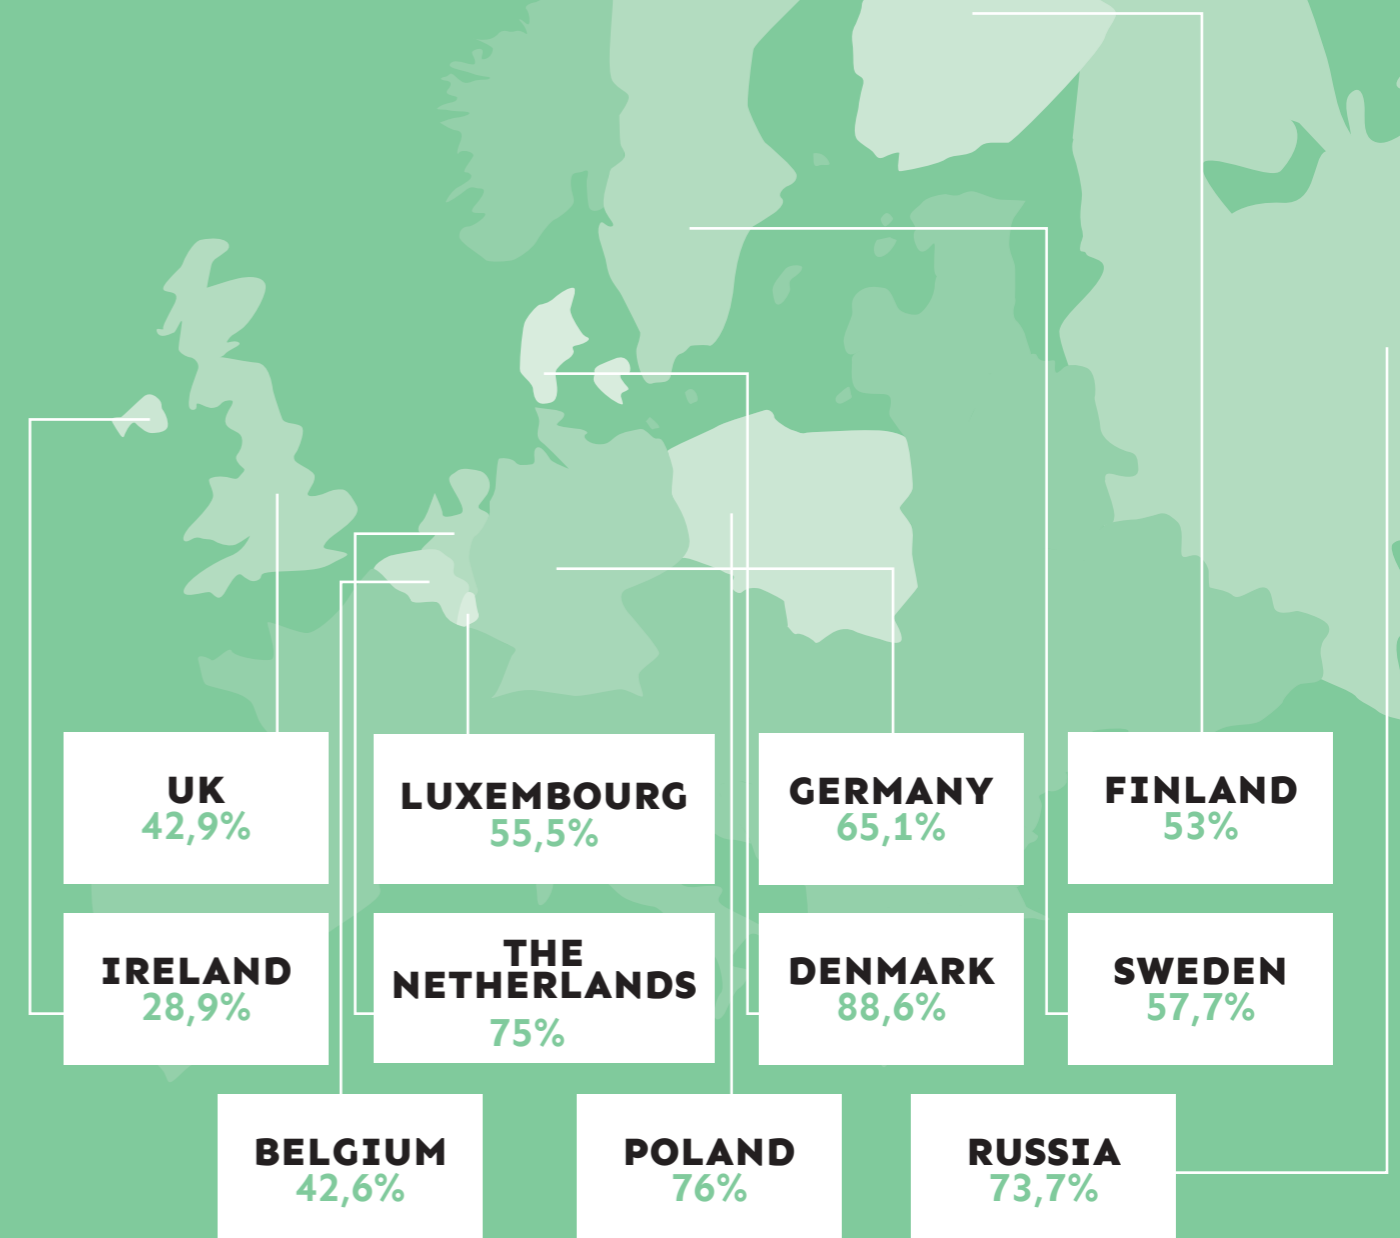 UK
42,9%
LUXEMBOURG
55,5%
GERMANY
65,1%
FINLAND
53%
IRELAND
28,9%
THE
NETHERLANDS
75%
DENMARK
88,6%
SWEDEN
57,7%
BELGIUM
42,6%
POLAND
76%
RUSSIA
73,7%